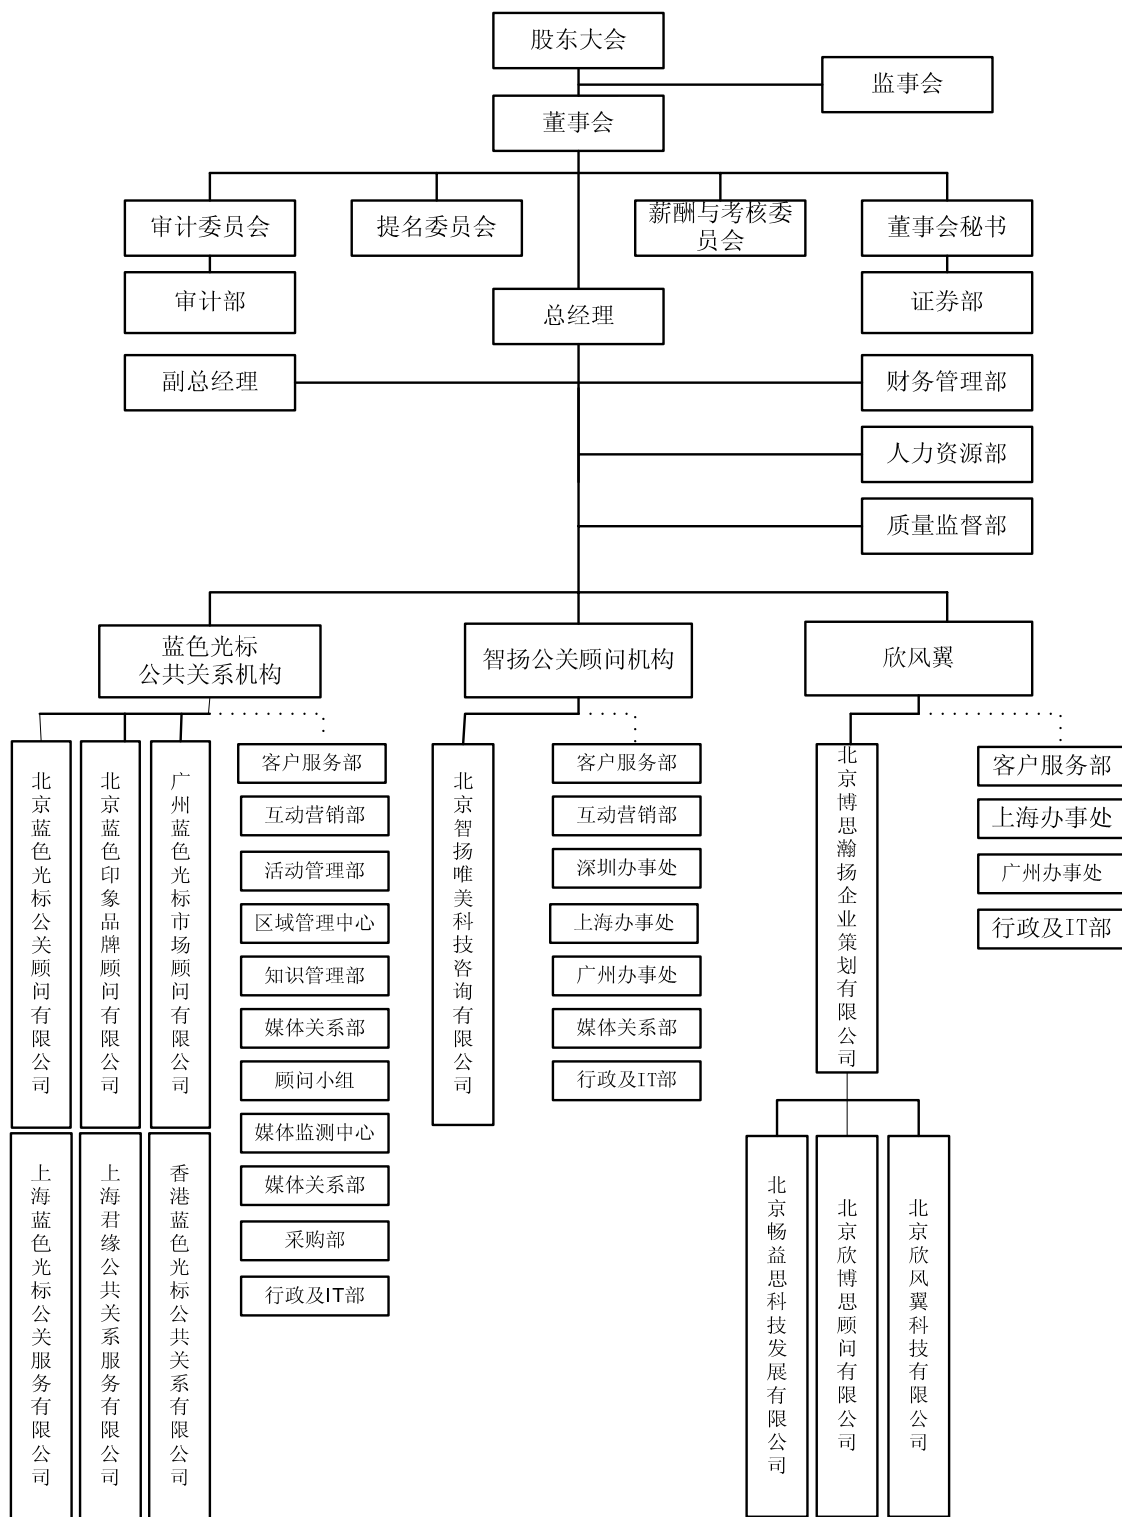 股东大会
监事会
董事会
审计委员会
提名委员会
薪酬与考核委
员会
董事会秘书
审计部
总经理
证券部
副总经理
财务管理部
人力资源部
质量监督部
蓝色光标
公共关系机构
智扬公关顾问机构
欣风翼
北京蓝色光标公关顾问有限公司
北京蓝色印象品牌顾问有限公司
广州蓝色光标市场顾问有限公司
客户服务部
互动营销部
活动管理部
区域管理中心
知识管理部
媒体关系部
顾问小组
媒体监测中心
媒体关系部
采购部
行政及IT部
上海蓝色光标公关服务有限公司
上海君缘公共关系服务有限公司
香港蓝色光标公共关系有限公司
北京智扬唯美科技咨询有限公司
客户服务部
互动营销部
深圳办事处
上海办事处
广州办事处
媒体关系部
行政及IT部
北京博思瀚扬企业策划有限公司
客户服务部
上海办事处
广州办事处
行政及IT部
北京畅益思科技发展有限公司
北京欣博思顾问有限公司
北京欣风翼科技有限公司